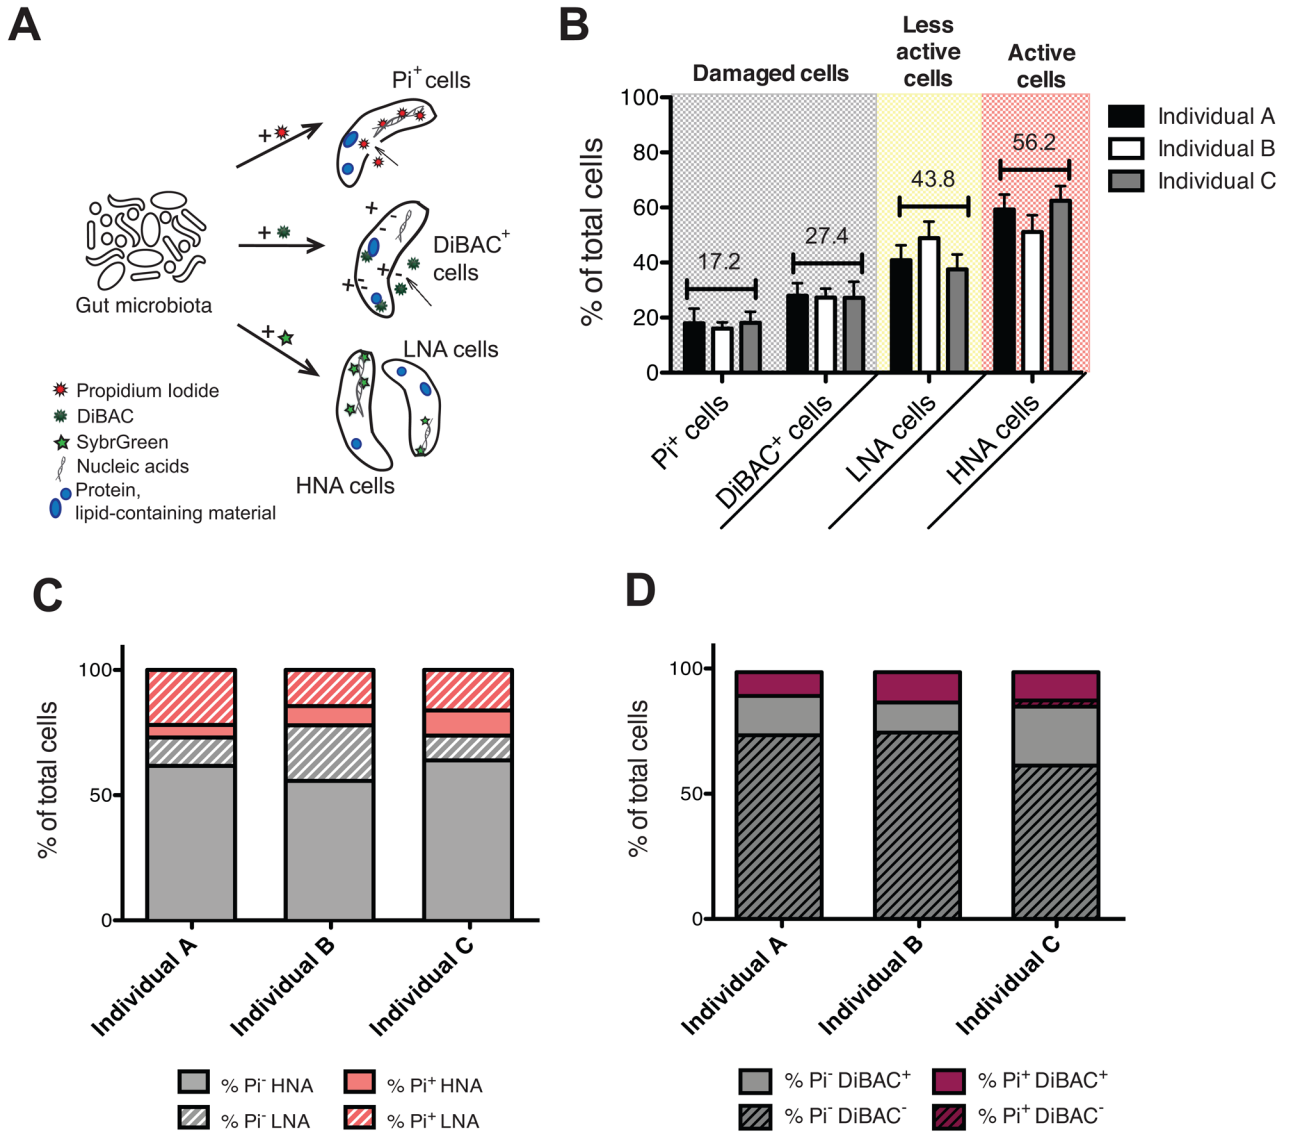 A
Pi+ cells
+
+
+
Gut microbiota
+
-
+
-
+
-
DiBAC+
cells
LNA cells
HNA cells
Propidium Iodide
DiBAC
SybrGreen
Nucleic acids
Protein,
lipid-containing material
B
Damaged cells
Less
active
cells
Active
cells
% of total cells
100
80
60
40
20
0
17.2
27.4
43.8
56.2
Pi+ cells
DiBAC+ cells
LNA cells
HNA cells
Individual A
Individual B
Individual C
C
% of total cells
100
50
0
Individual A
Individual B
Individual C
% Pi- HNA
% Pi+ HNA
% Pi- LNA
% Pi+ LNA
D
% of total cells
100
50
0
Individual A
Individual B
Individual C
% Pi- DiBAC+
% Pi+ DiBAC+
% Pi- DiBAC-
% Pi+ DiBAC-